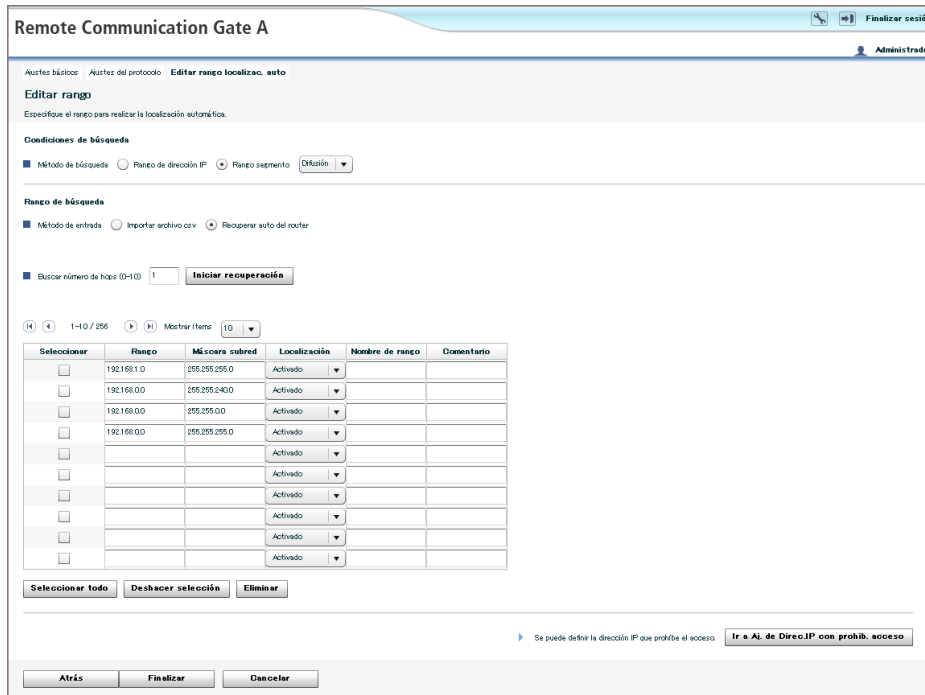 Remote Communication Gate A
Finalizar sesió
Administrado
Ajustes básicos Ajustes del protocolo Editar rango localizac. auto
Editar rango
Especifique el rango para realizar la localización automática.
Condiciones de búsqueda
Método de búsqueda Rango de dirección IP Rango segmento Difusión
Rango de búsqueda
Método de entrada Importar archivo csv Recuperar auto del router
Buscar número de hops (0-10) 1 Iniciar recuperación
1-10 / 256 Mostrar ítems 10
Seleccionar Rango Máscara subred Localización Nombre de rango Comentario
192.168.1.0 255.255.255.0 Activado
192.168.0.0 255.255.240.0 Activado
192.168.0.0 255.255.0.0 Activado
192.168.0.0 255.255.255.0 Activado
Activado
Activado
Activado
Activado
Activado
Activado
Seleccionar todo Deshacer selección Eliminar
Se puede definir la dirección IP que prohíbe el acceso. Ir a Aj. de Direc.IP con prohib. acceso
Atrás Finalizar Cancelar